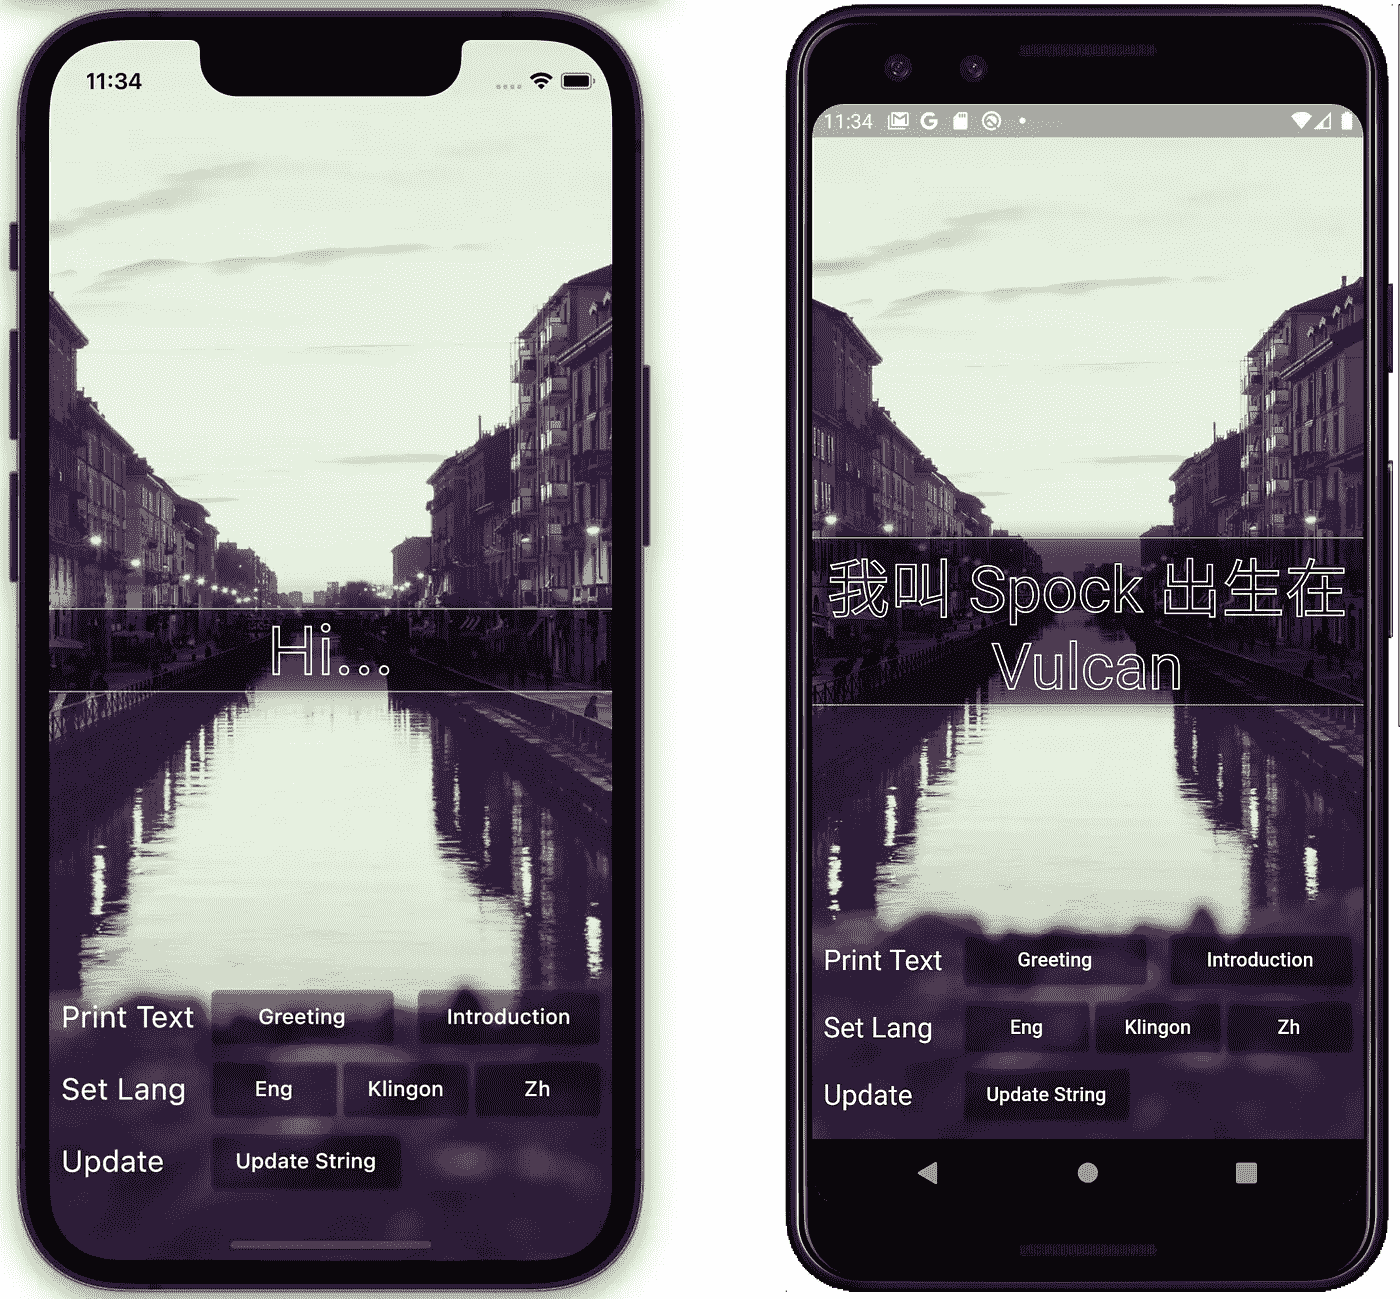 11:34
Hi...
Print Text Greeting Introduction
Set Lang Eng Klingon Zh
Update Update String
11:34
我叫 Spock 出生在
Vulcan
Print Text Greeting Introduction
Set Lang Eng Klingon Zh
Update Update String